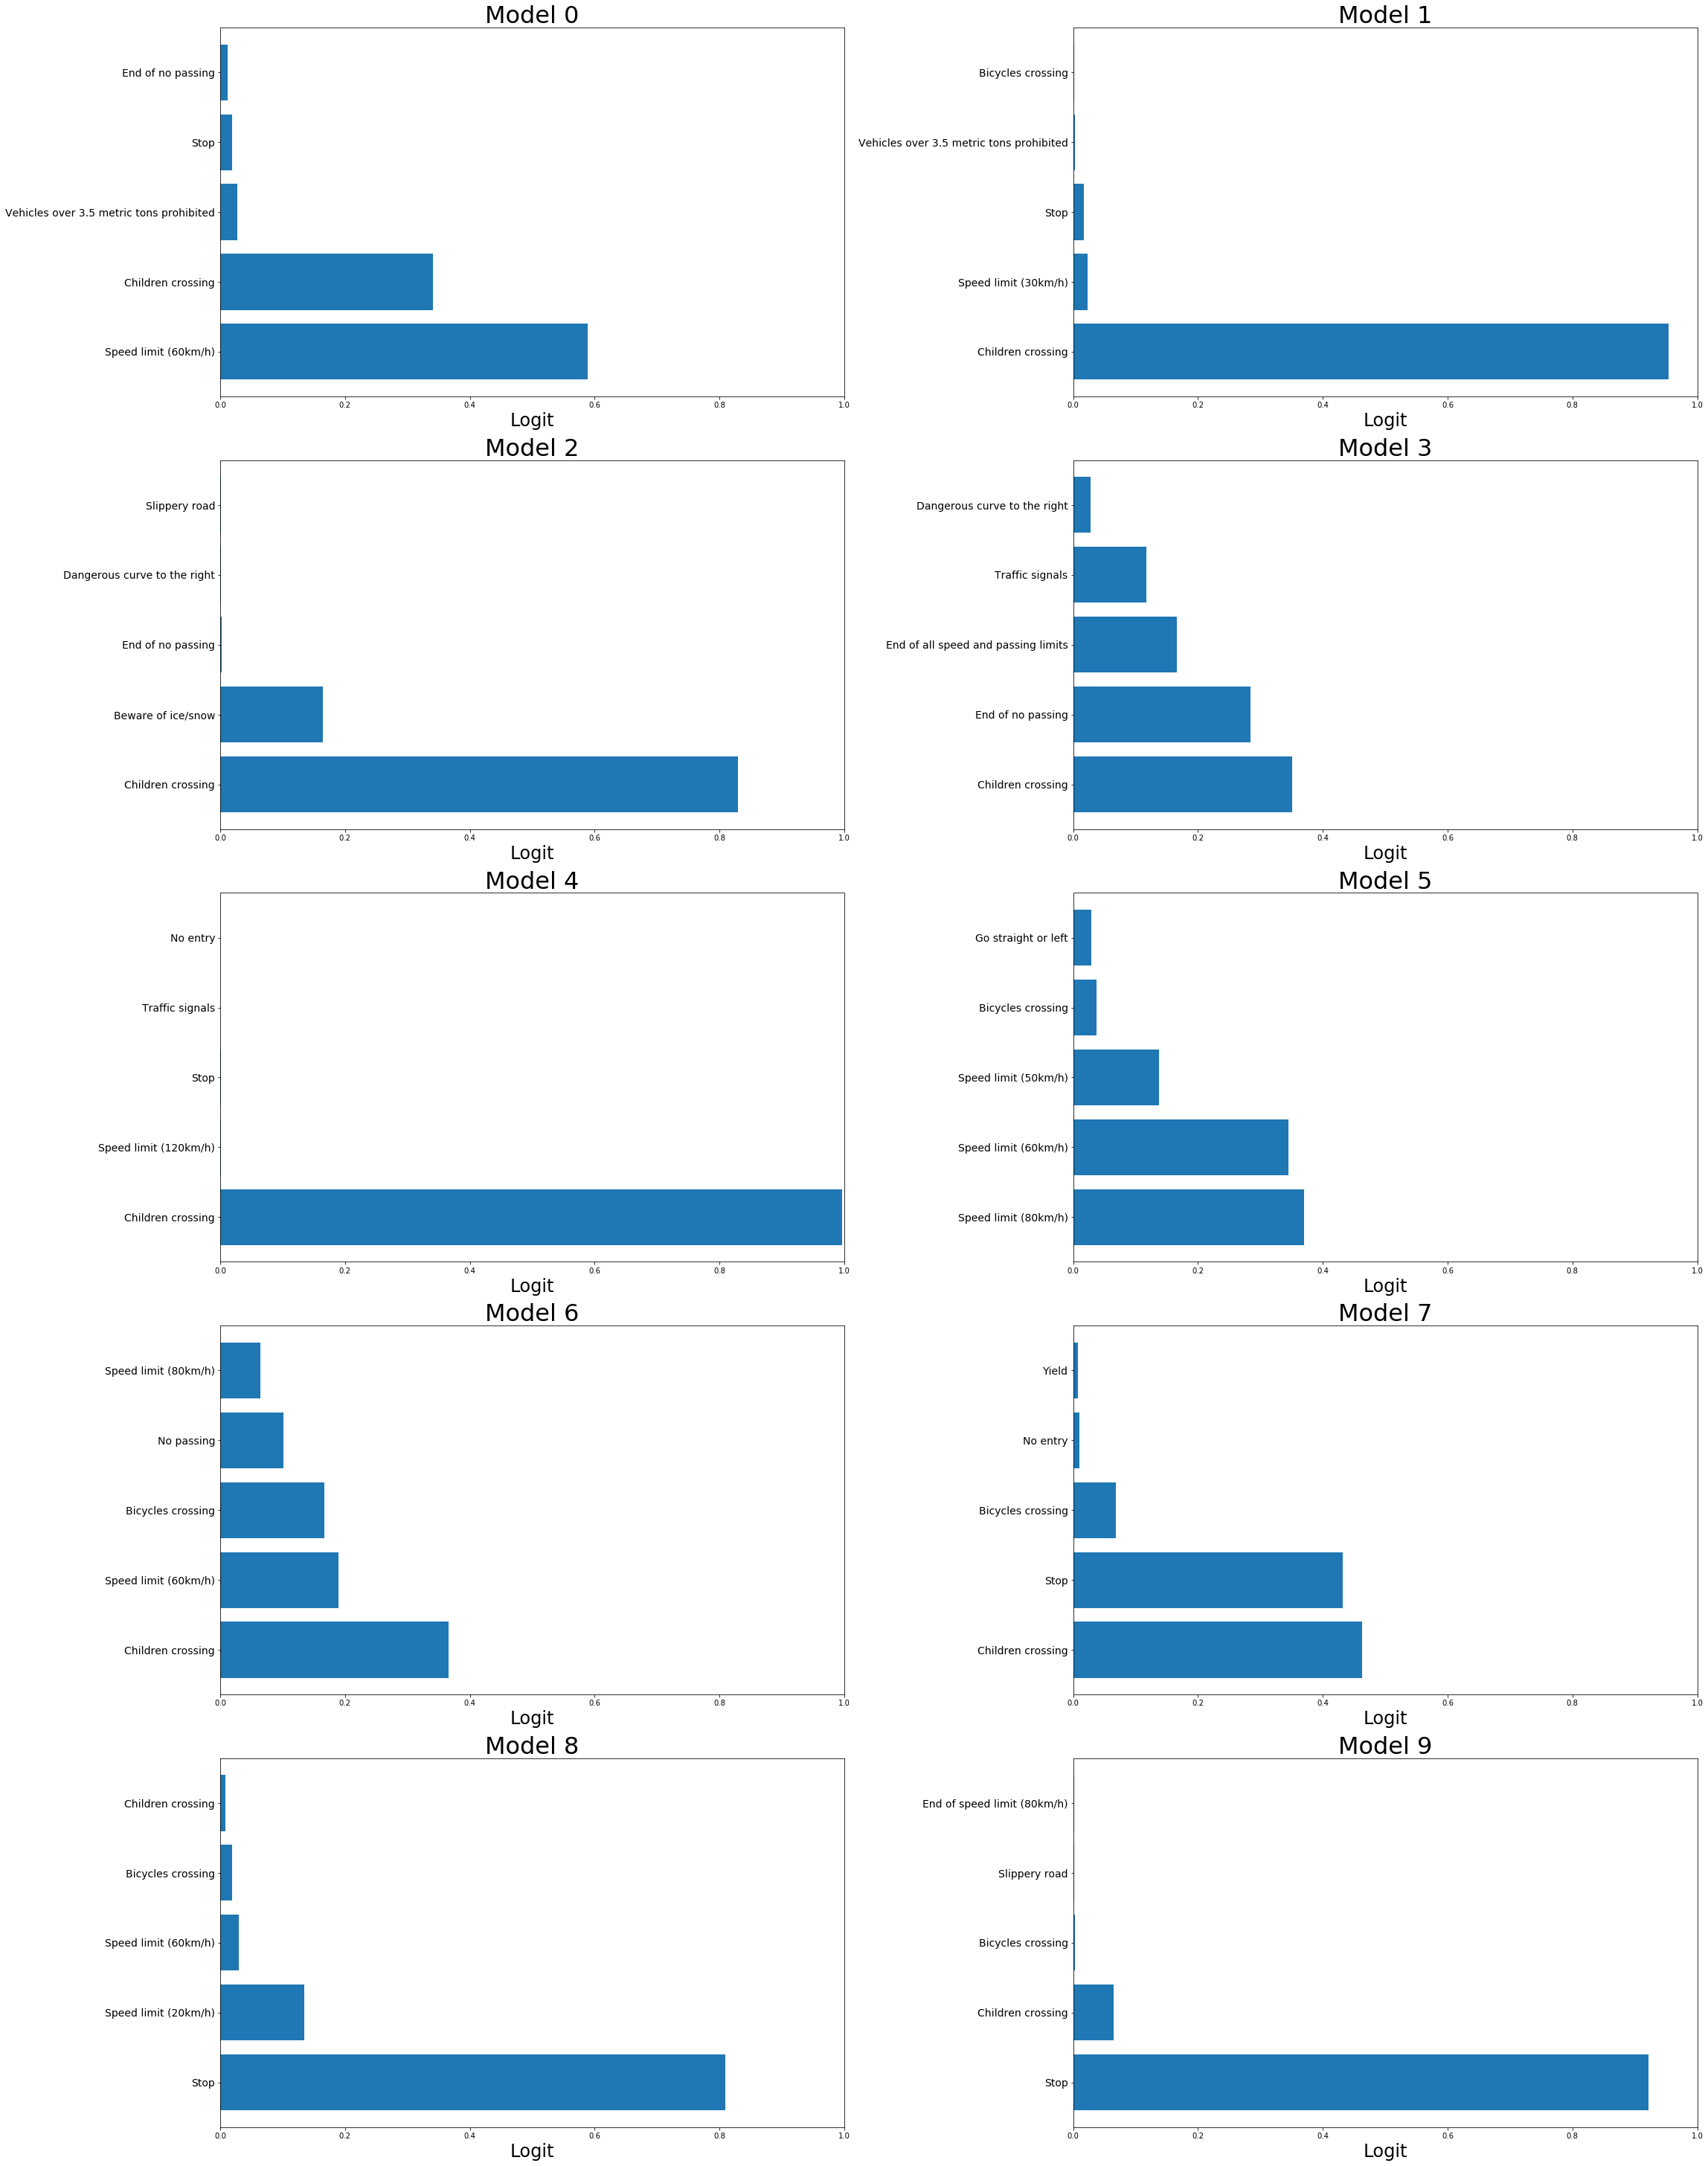 Model 0
End of no passing
Stop
Vehicles over 3.5 metric tons prohibited
Children crossing
Speed limit (60km/h)
0.0 0.2 0.4 0.6 0.8 1.0
Logit
Model 1
Bicycles crossing
Vehicles over 3.5 metric tons prohibited
Stop
Speed limit (30km/h)
Children crossing
0.0 0.2 0.4 0.6 0.8 1.0
Logit
Model 2
Slippery road
Dangerous curve to the right
End of no passing
Beware of ice/snow
Children crossing
0.0 0.2 0.4 0.6 0.8 1.0
Logit
Model 3
Dangerous curve to the right
Traffic signals
End of all speed and passing limits
End of no passing
Children crossing
0.0 0.2 0.4 0.6 0.8 1.0
Logit
Model 4
No entry
Traffic signals
Stop
Speed limit (120km/h)
Children crossing
0.0 0.2 0.4 0.6 0.8 1.0
Logit
Model 5
Go straight or left
Bicycles crossing
Speed limit (50km/h)
Speed limit (60km/h)
Speed limit (80km/h)
0.0 0.2 0.4 0.6 0.8 1.0
Logit
Model 6
Speed limit (80km/h)
No passing
Bicycles crossing
Speed limit (60km/h)
Children crossing
0.0 0.2 0.4 0.6 0.8 1.0
Logit
Model 7
Yield
No entry
Bicycles crossing
Stop
Children crossing
0.0 0.2 0.4 0.6 0.8 1.0
Logit
Model 8
Children crossing
Bicycles crossing
Speed limit (60km/h)
Speed limit (20km/h)
Stop
0.0 0.2 0.4 0.6 0.8 1.0
Logit
Model 9
End of speed limit (80km/h)
Slippery road
Bicycles crossing
Children crossing
Stop
0.0 0.2 0.4 0.6 0.8 1.0
Logit